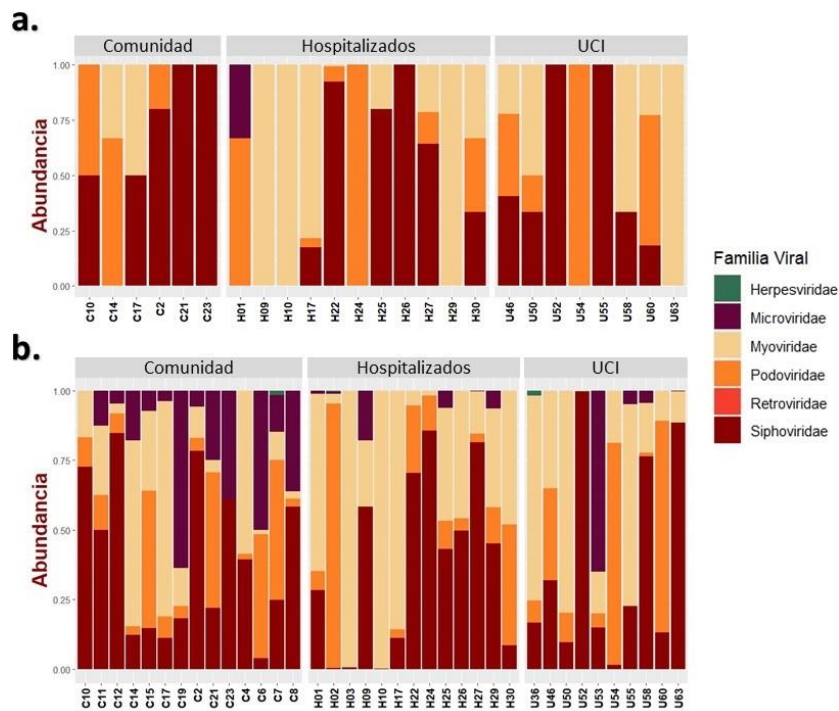 a.
Comunidad Hospitalizados UCI
Abundancia
1.00
0.75
0.50
0.25
0.00
C10 C14 C17 C2 C21 C23 H01 H09 H10 H17 H22 H24 H25 H26 H27 H29 H30 U46 U50 U52 U54 U55 U58 U60 U63
Familia Viral
Herpesviridae
Microviridae
Myoviridae
Podoviridae
Retroviridae
Siphoviridae
b.
Comunidad Hospitalizados UCI
Abundancia
1.00
0.75
0.50
0.25
0.00
C10 C11 C12 C14 C15 C17 C19 C2 C21 C23 C4 C6 C7 C8 H01 H02 H03 H09 H10 H17 H22 H24 H25 H26 H27 H29 H30 U36 U46 U50 U52 U53 U54 U55 U58 U60 U63